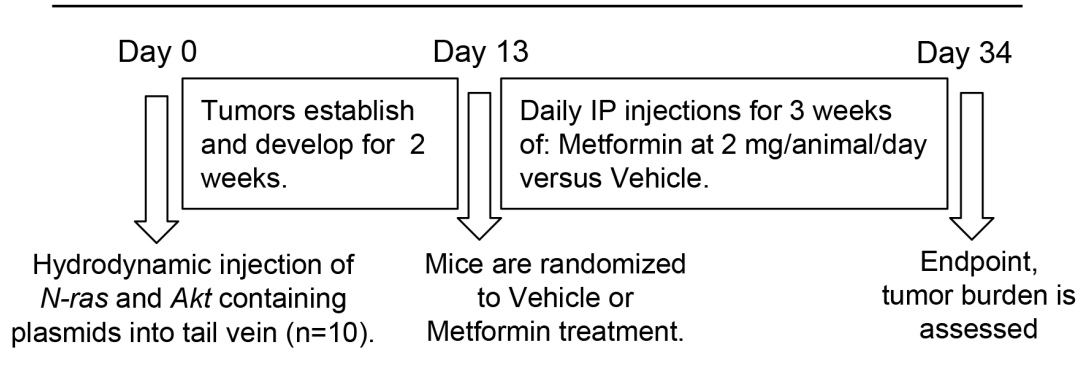 Day 0
Day 13
Day 34
Tumors establish
and develop for 2
weeks.
Daily IP injections for 3 weeks
of: Metformin at 2 mg/animal/day
versus Vehicle.
Hydrodynamic injection of
N-ras and Akt containing
plasmids into tail vein (n=10).
Mice are randomized
to Vehicle or
Metformin treatment.
Endpoint,
tumor burden is
assessed